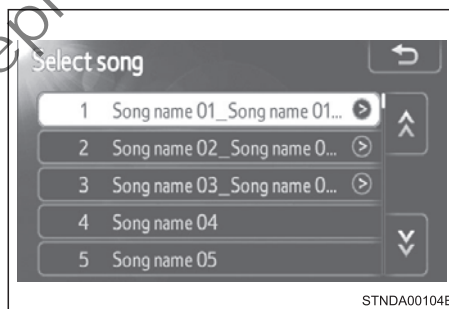 Select song
1 Song name 01_Song name 01...
2 Song name 02_Song name 0...
3 Song name 03_Song name 0...
4 Song name 04
5 Song name 05
STNDA00104E